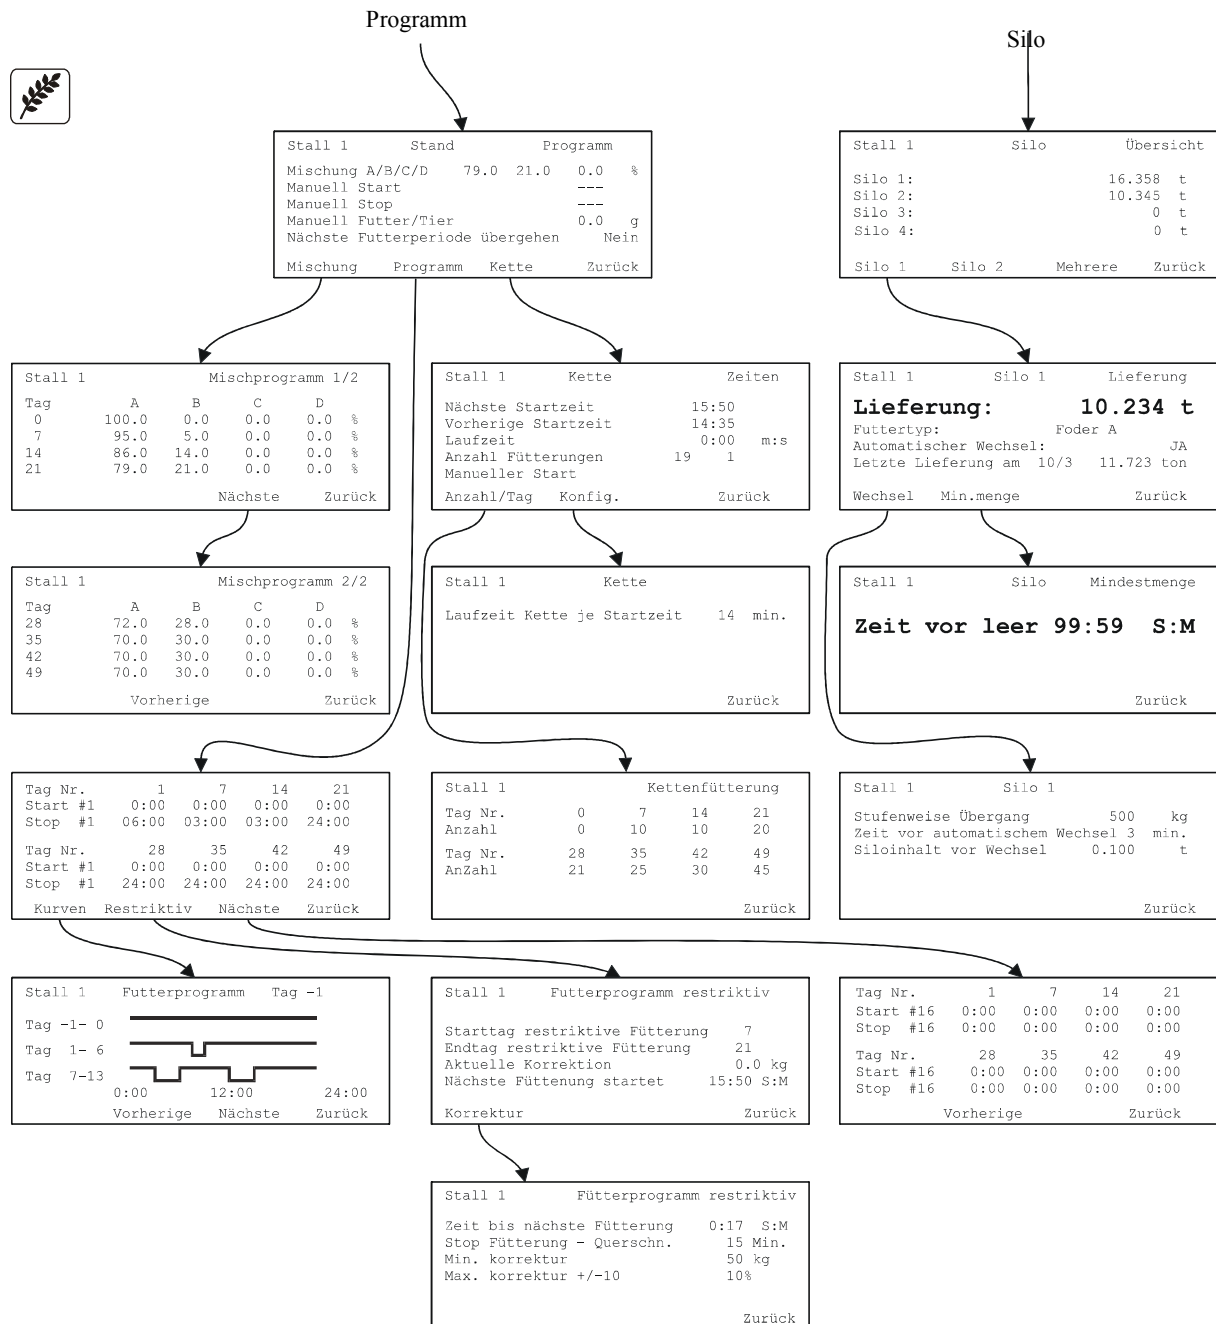 Programm
Silo
Stall 1 Stand Programm
Mischung A/B/C/D 79.0 21.0 0.0 %
Manuell Start ---
Manuell Stop ---
Manuell Futter/Tier 0.0 g
Nächste Futterperiode übergehen Nein
Mischung Programm Kette Zurück
Stall 1 Silo Übersicht
Silo 1: 16.358 t
Silo 2: 10.345 t
Silo 3: 0 t
Silo 4: 0 t
Silo 1 Silo 2 Mehrere Zurück
Stall 1 Mischprogramm 1/2
Tag A B C D
0 100.0 0.0 0.0 0.0 %
7 95.0 5.0 0.0 0.0 %
14 86.0 14.0 0.0 0.0 %
21 79.0 21.0 0.0 0.0 %
Nächste Zurück
Stall 1 Kette Zeiten
Nächste Startzeit 15:50
Vorherige Startzeit 14:35
Laufzeit 0:00 m:s
Anzahl Fütterungen 19 1
Manueller Start
Anzahl/Tag Konfig. Zurück
Stall 1 Silo 1 Lieferung
Lieferung: 10.234 t
Futtertyp: Foder A
Automatischer Wechsel: JA
Letzte Lieferung am 10/3 11.723 ton
Wechsel Min.menge Zurück
Stall 1 Mischprogramm 2/2
Tag A B C D
28 72.0 28.0 0.0 0.0 %
35 70.0 30.0 0.0 0.0 %
42 70.0 30.0 0.0 0.0 %
49 70.0 30.0 0.0 0.0 %
Vorherige Zurück
Stall 1 Kette
Laufzeit Kette je Startzeit 14 min.
Zurück
Stall 1 Silo Mindestmenge
Zeit vor leer 99:59 S:M
Zurück
Tag Nr. 1 7 14 21
Start #1 0:00 0:00 0:00 0:00
Stop #1 06:00 03:00 03:00 24:00
Tag Nr. 28 35 42 49
Start #1 0:00 0:00 0:00 0:00
Stop #1 24:00 24:00 24:00 24:00
Kurven Restriktiv Nächste Zurück
Stall 1 Kettenfütterung
Tag Nr. 0 7 14 21
Anzahl 0 10 10 20
Tag Nr. 28 35 42 49
AnZahl 21 25 30 45
Zurück
Stall 1 Silo 1
Stufenweise Übergang 500 kg
Zeit vor automatischem Wechsel 3 min.
Siloinhalt vor Wechsel 0.100 t
Zurück
Stall 1 Futterprogramm Tag -1
Tag -1- 0
Tag 1- 6
Tag 7-13
0:00 12:00 24:00
Vorherige Nächste Zurück
Stall 1 Futterprogramm restriktiv
Starttag restriktive Fütterung 7
Endtag restriktive Fütterung 21
Aktuelle Korrektion 0.0 kg
Nächste Füttenung startet 15:50 S:M
Korrektur Zurück
Tag Nr. 1 7 14 21
Start #16 0:00 0:00 0:00 0:00
Stop #16 0:00 0:00 0:00 0:00
Tag Nr. 28 35 42 49
Start #16 0:00 0:00 0:00 0:00
Stop #16 0:00 0:00 0:00 0:00
Vorherige Zurück
Stall 1 Fütterprogramm restriktiv
Zeit bis nächste Fütterung 0:17 S:M
Stop Fütterung - Querschn. 15 Min.
Min. korrektur 50 kg
Max. korrektur +/-10 10%
Zurück